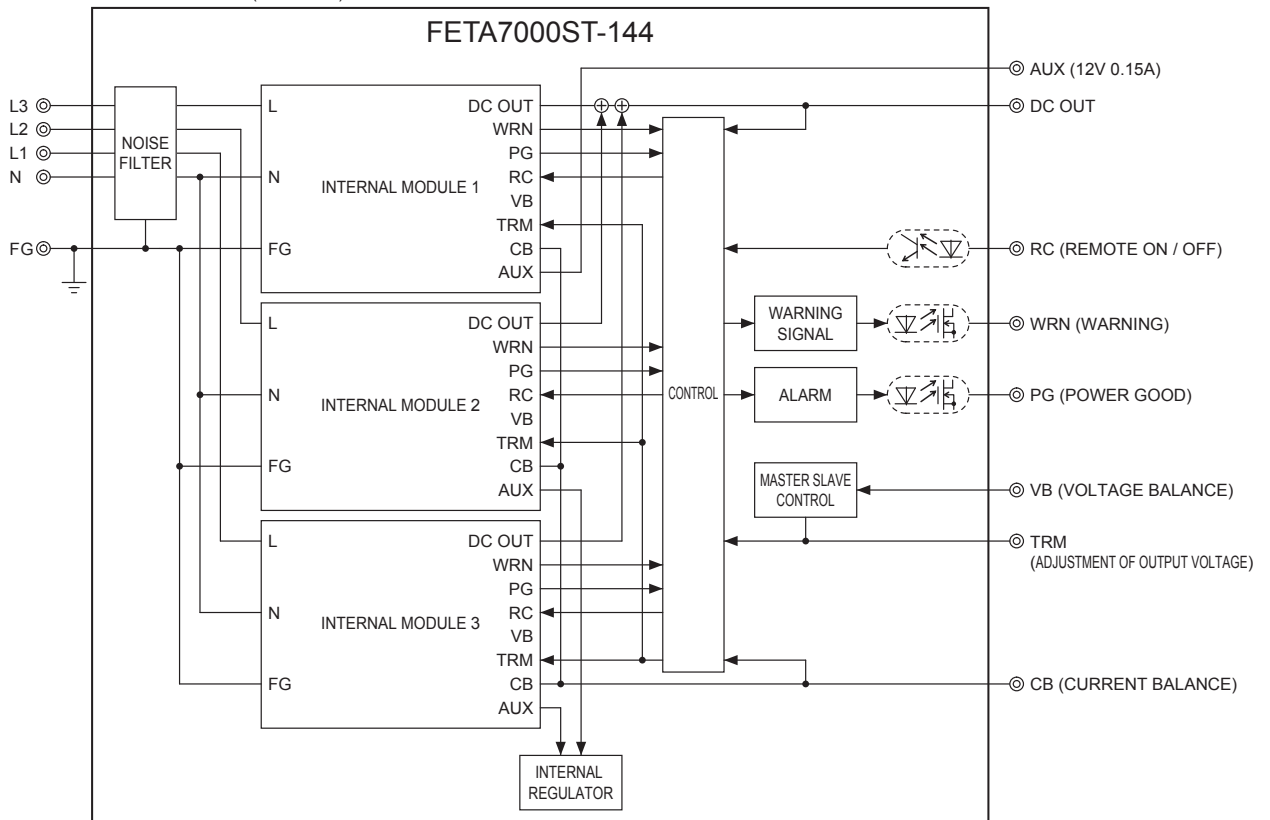 FETA7000ST-144
AUX (12V 0.15A)
L3
L
DC OUT
DC OUT
L2
WRN
L1
NOISE
FILTER
PG
N
N
INTERNAL MODULE 1
RC
VB
TRM
FG
FG
CB
RC (REMOTE ON / OFF)
AUX
L
DC OUT
WARNING
SIGNAL
WRN (WARNING)
WRN
PG
N
INTERNAL MODULE 2
RC
CONTROL
ALARM
PG (POWER GOOD)
VB
TRM
FG
CB
AUX
MASTER SLAVE
CONTROL
VB (VOLTAGE BALANCE)
L
DC OUT
TRM
(ADJUSTMENT OF OUTPUT VOLTAGE)
WRN
PG
N
INTERNAL MODULE 3
RC
VB
TRM
FG
CB
CB (CURRENT BALANCE)
AUX
INTERNAL
REGULATOR